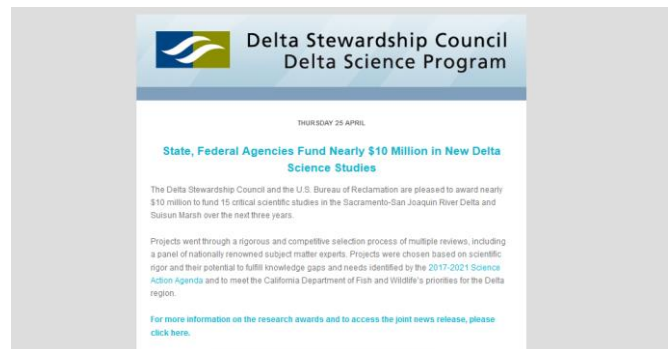 Delta Stewardship Council
Delta Science Program
THURSDAY 25 APRIL
State, Federal Agencies Fund Nearly $10 Million in New Delta
Science Studies
The Delta Stewardship Council and the U.S. Bureau of Reclamation are pleased to award nearly
$10 million to fund 15 critical scientific studies in the Sacramento-San Joaquin River Delta and
Suisun Marsh over the next three years.
Projects went through a rigorous and competitive selection process of multiple reviews, including
a panel of nationally renowned subject matter experts. Projects were chosen based on scientific
rigor and their potential to fulfill knowledge gaps and needs identified by the 2017-2021 Science
Action Agenda and to meet the California Department of Fish and Wildlife's priorities for the Delta
region.
For more information on the research awards and to access the joint news release, please
click here.